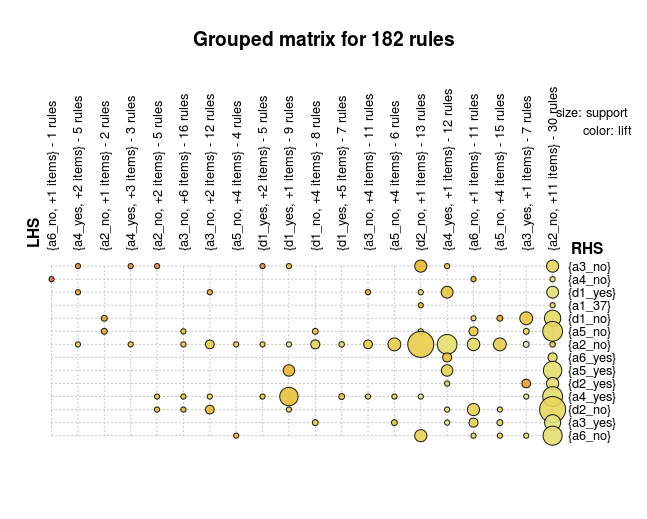 Grouped matrix for 182 rules
size: support
color: lift
LHS
{a6_no, +1 items} - 1 rules
{a4_yes, +2 items} - 5 rules
{a2_no, +1 items} - 2 rules
{a4_yes, +3 items} - 3 rules
{a2_no, +2 items} - 5 rules
{a3_no, +6 items} - 16 rules
{a3_no, +2 items} - 12 rules
{a5_no, +4 items} - 4 rules
{d1_yes, +2 items} - 5 rules
{d1_yes, +1 items} - 9 rules
{d1_no, +4 items} - 8 rules
{d1_yes, +5 items} - 7 rules
{a3_no, +4 items} - 11 rules
{a5_no, +4 items} - 6 rules
{d2_no, +1 items} - 13 rules
{a4_yes, +1 items} - 12 rules
{a6_no, +1 items} - 11 rules
{a3_no, +4 items} - 15 rules
{a3_yes, +1 items} - 7 rules
{a2_no, +11 items} - 30 rules
RHS
{a3_no}
{a4_no}
{d1_yes}
{a1_37}
{d1_no}
{a5_no}
{a2_no}
{a6_yes}
{a5_yes}
{d2_yes}
{a4_yes}
{d2_no}
{a3_yes}
{a6_no}